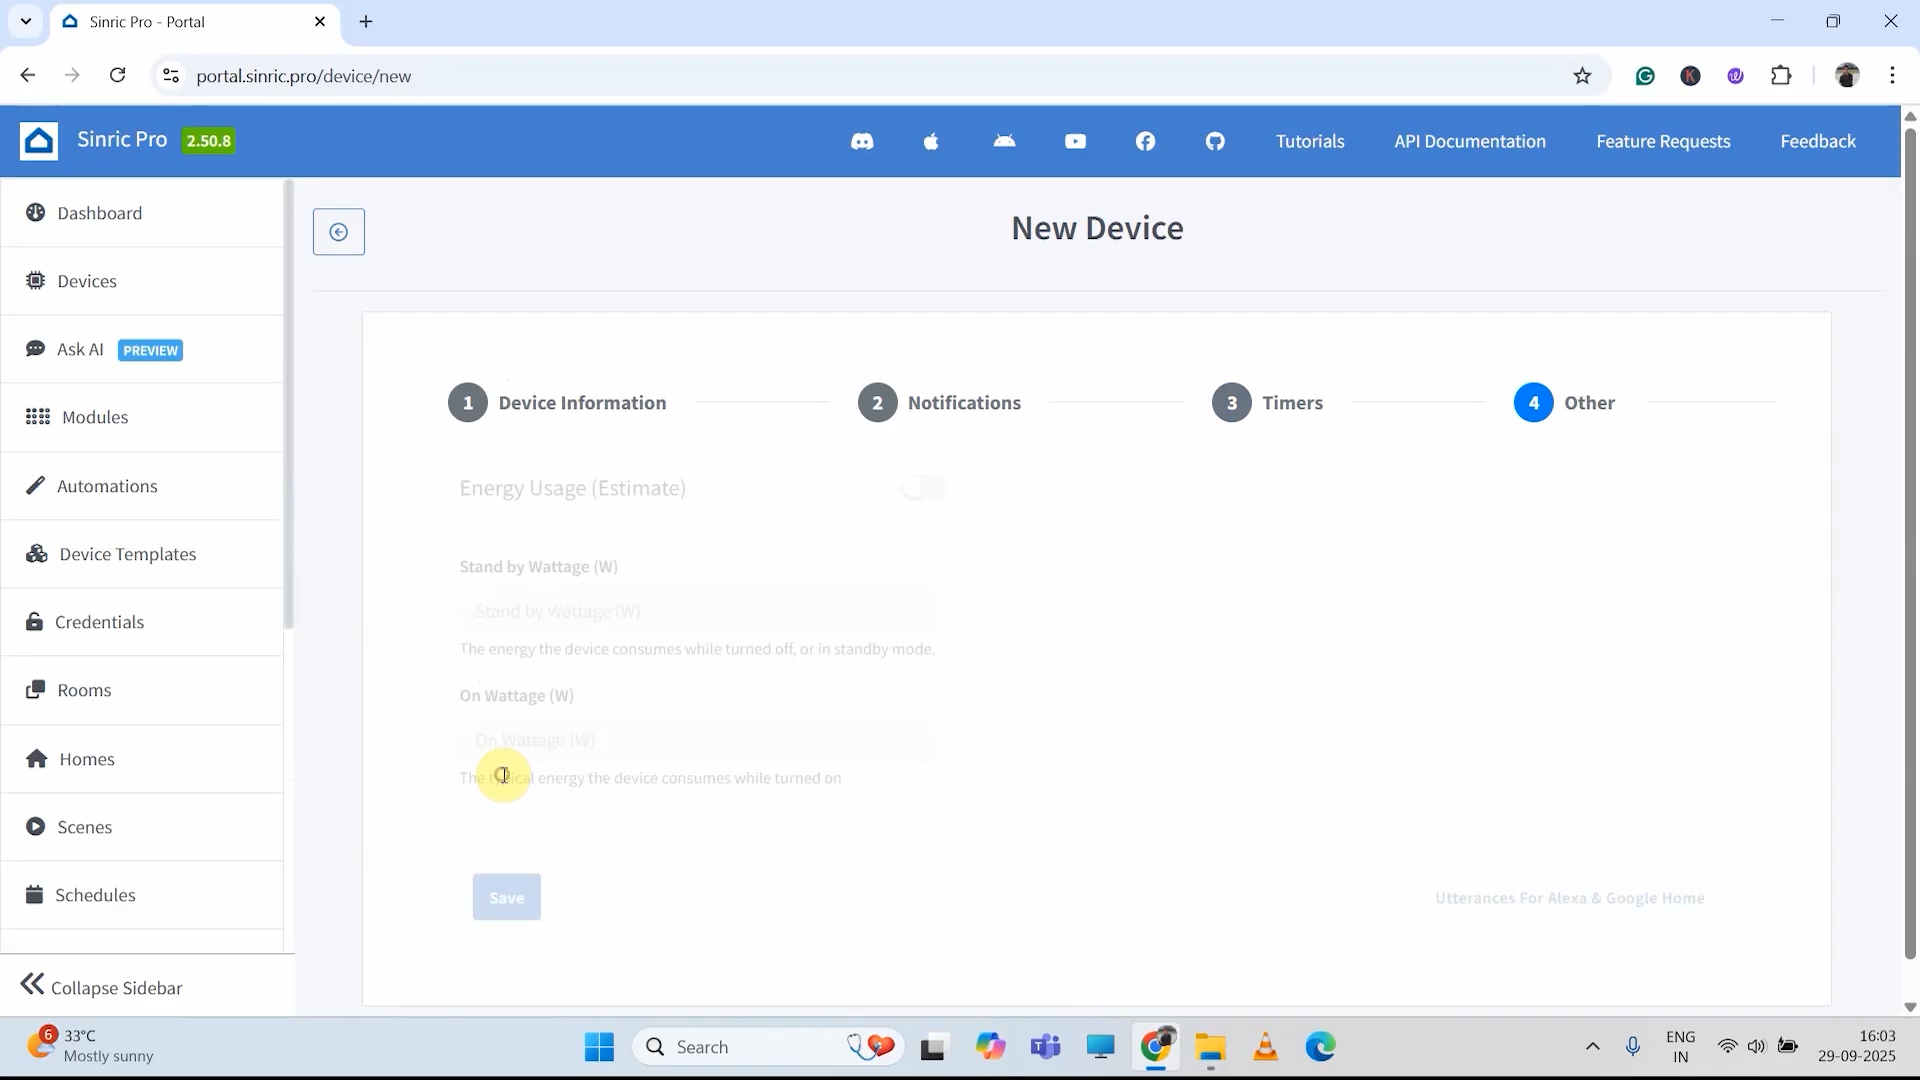 Sinric Pro - Portal
portal.sinric.pro/device/new
Sinric Pro 2.50.8
Tutorials
API Documentation
Feature Requests
Feedback
Dashboard
Devices
Ask AI PREVIEW
Modules
Automations
Device Templates
Credentials
Rooms
Homes
Scenes
Schedules
Collapse Sidebar
New Device
1 Device Information
2 Notifications
3 Timers
4 Other
Energy Usage (Estimate)
Stand by Wattage (W)
Stand by Wattage (W)
The energy the device consumes while turned off, or in standby mode.
On Wattage (W)
On Wattage (W)
The typical energy the device consumes while turned on
Save
Utterances For Alexa & Google Home
6
33°C
Mostly sunny
Search
ENG
IN
16:03
29-09-2025